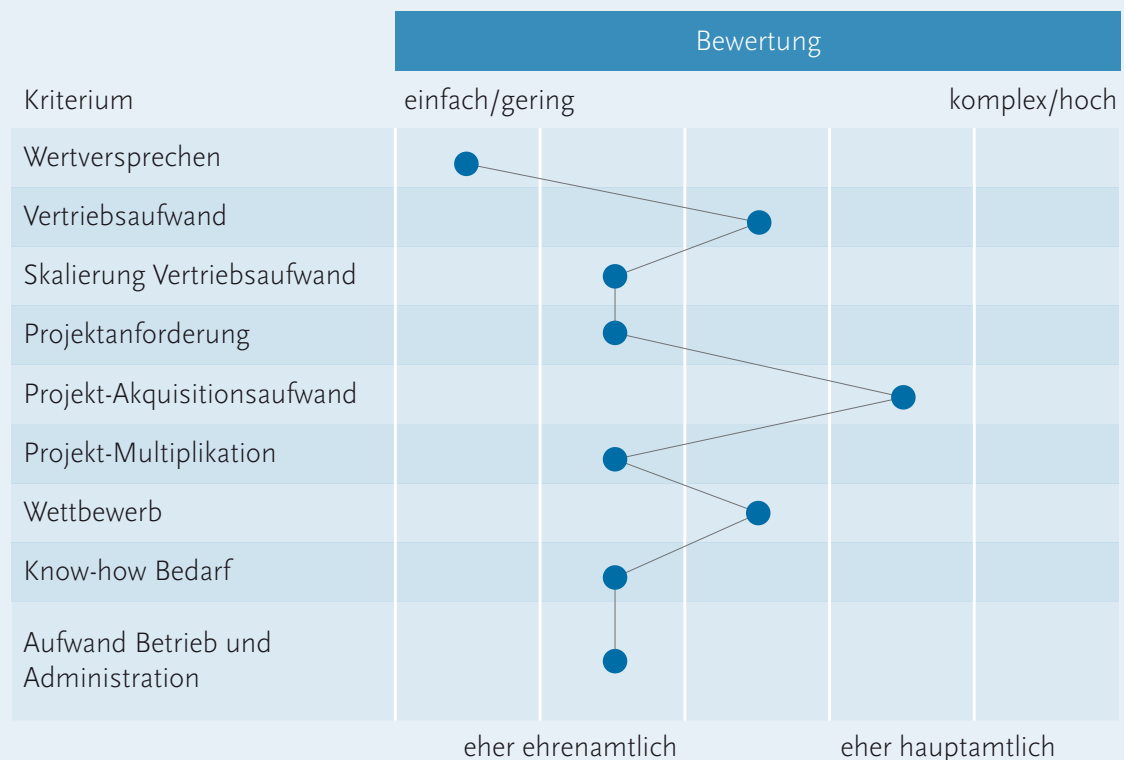 Bewertung
Kriterium einfach/gering komplex/hoch
Wertversprechen
Vertriebsaufwand
Skalierung Vertriebsaufwand
Projektanforderung
Projekt-Akquisitionsaufwand
Projekt-Multiplikation
Wettbewerb
Know-how Bedarf
Aufwand Betrieb und
Administration
eher ehrenamtlich eher hauptamtlich